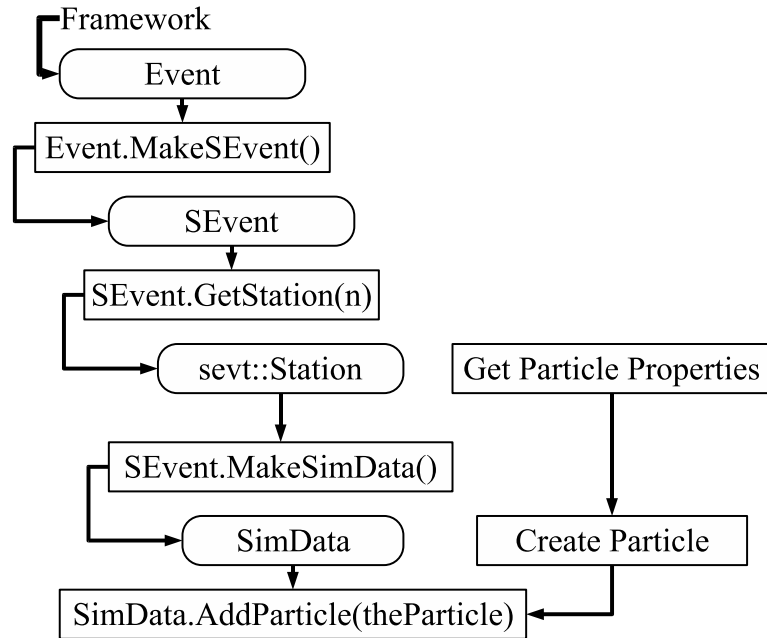 Framework
Event
Event.MakeSEvent()
SEvent
SEvent.GetStation(n)
sevt::Station
Get Particle Properties
SEvent.MakeSimData()
SimData
Create Particle
SimData.AddParticle(theParticle)